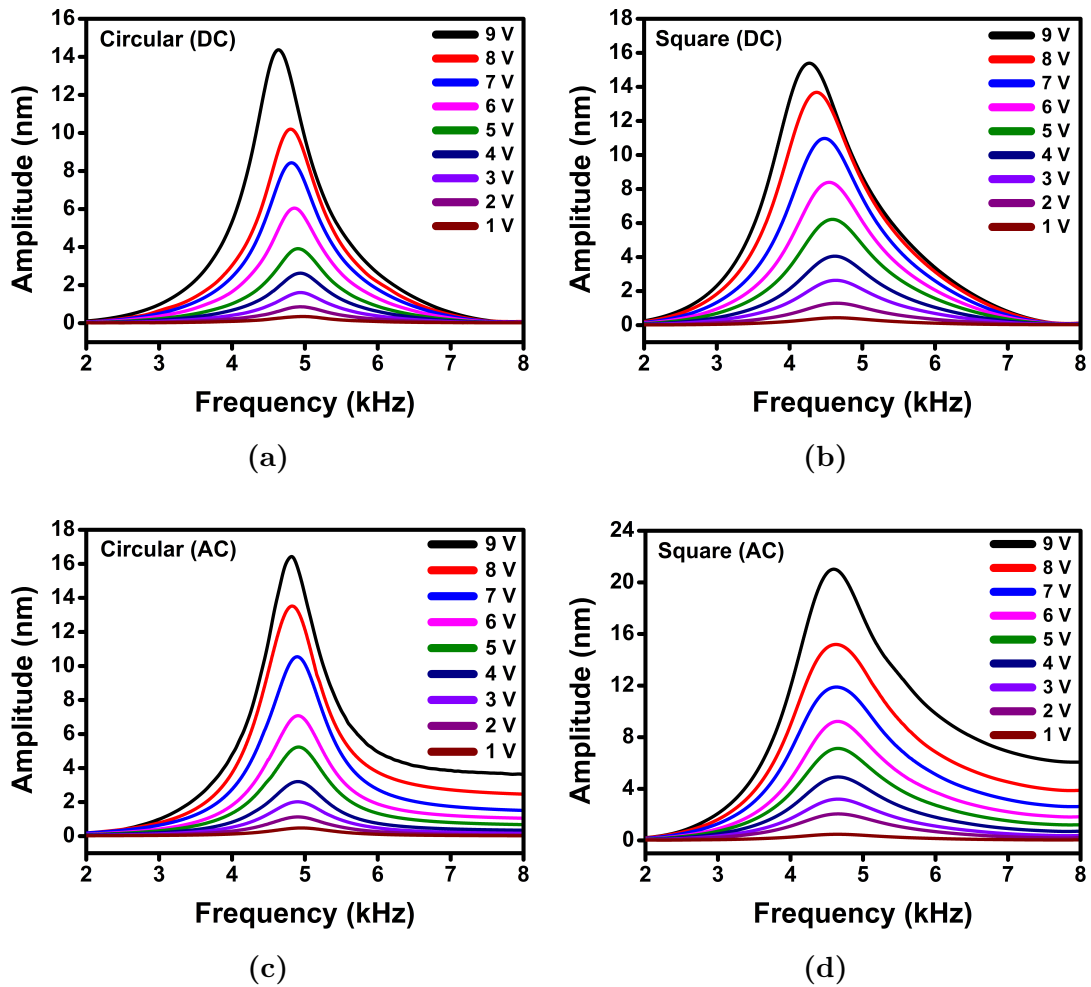 Circular (DC)
9 V
8 V
7 V
6 V
5 V
4 V
3 V
2 V
1 V
16
14
12
10
8
6
4
2
0
Amplitude (nm)
2 3 4 5 6 7 8
Frequency (kHz)
(a)
Square (DC)
9 V
8 V
7 V
6 V
5 V
4 V
3 V
2 V
1 V
18
16
14
12
10
8
6
4
2
0
Amplitude (nm)
2 3 4 5 6 7 8
Frequency (kHz)
(b)
Circular (AC)
9 V
8 V
7 V
6 V
5 V
4 V
3 V
2 V
1 V
18
16
14
12
10
8
6
4
2
0
Amplitude (nm)
2 3 4 5 6 7 8
Frequency (kHz)
(c)
Square (AC)
9 V
8 V
7 V
6 V
5 V
4 V
3 V
2 V
1 V
24
20
16
12
8
4
0
Amplitude (nm)
2 3 4 5 6 7 8
Frequency (kHz)
(d)